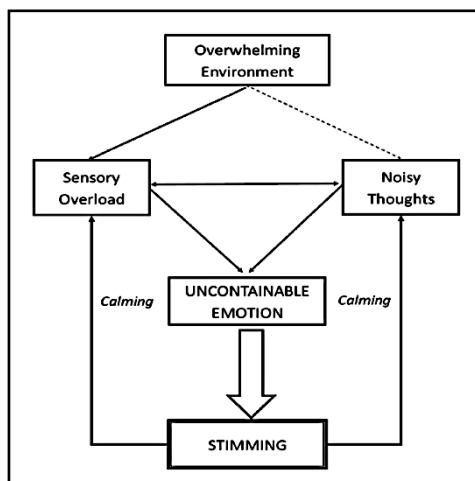 Overwhelming
Environment
Sensory
Overload
Noisy
Thoughts
Calming
UNCONTAINABLE
EMOTION
Calming
STIMMING